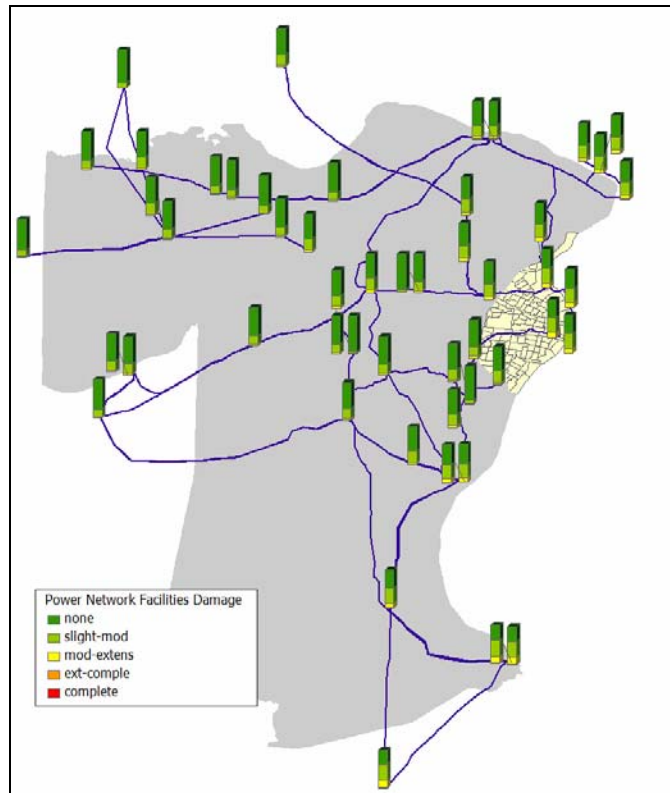 Power Network Facilities Damage
none
slight-mod
mod-extens
ext-comple
complete